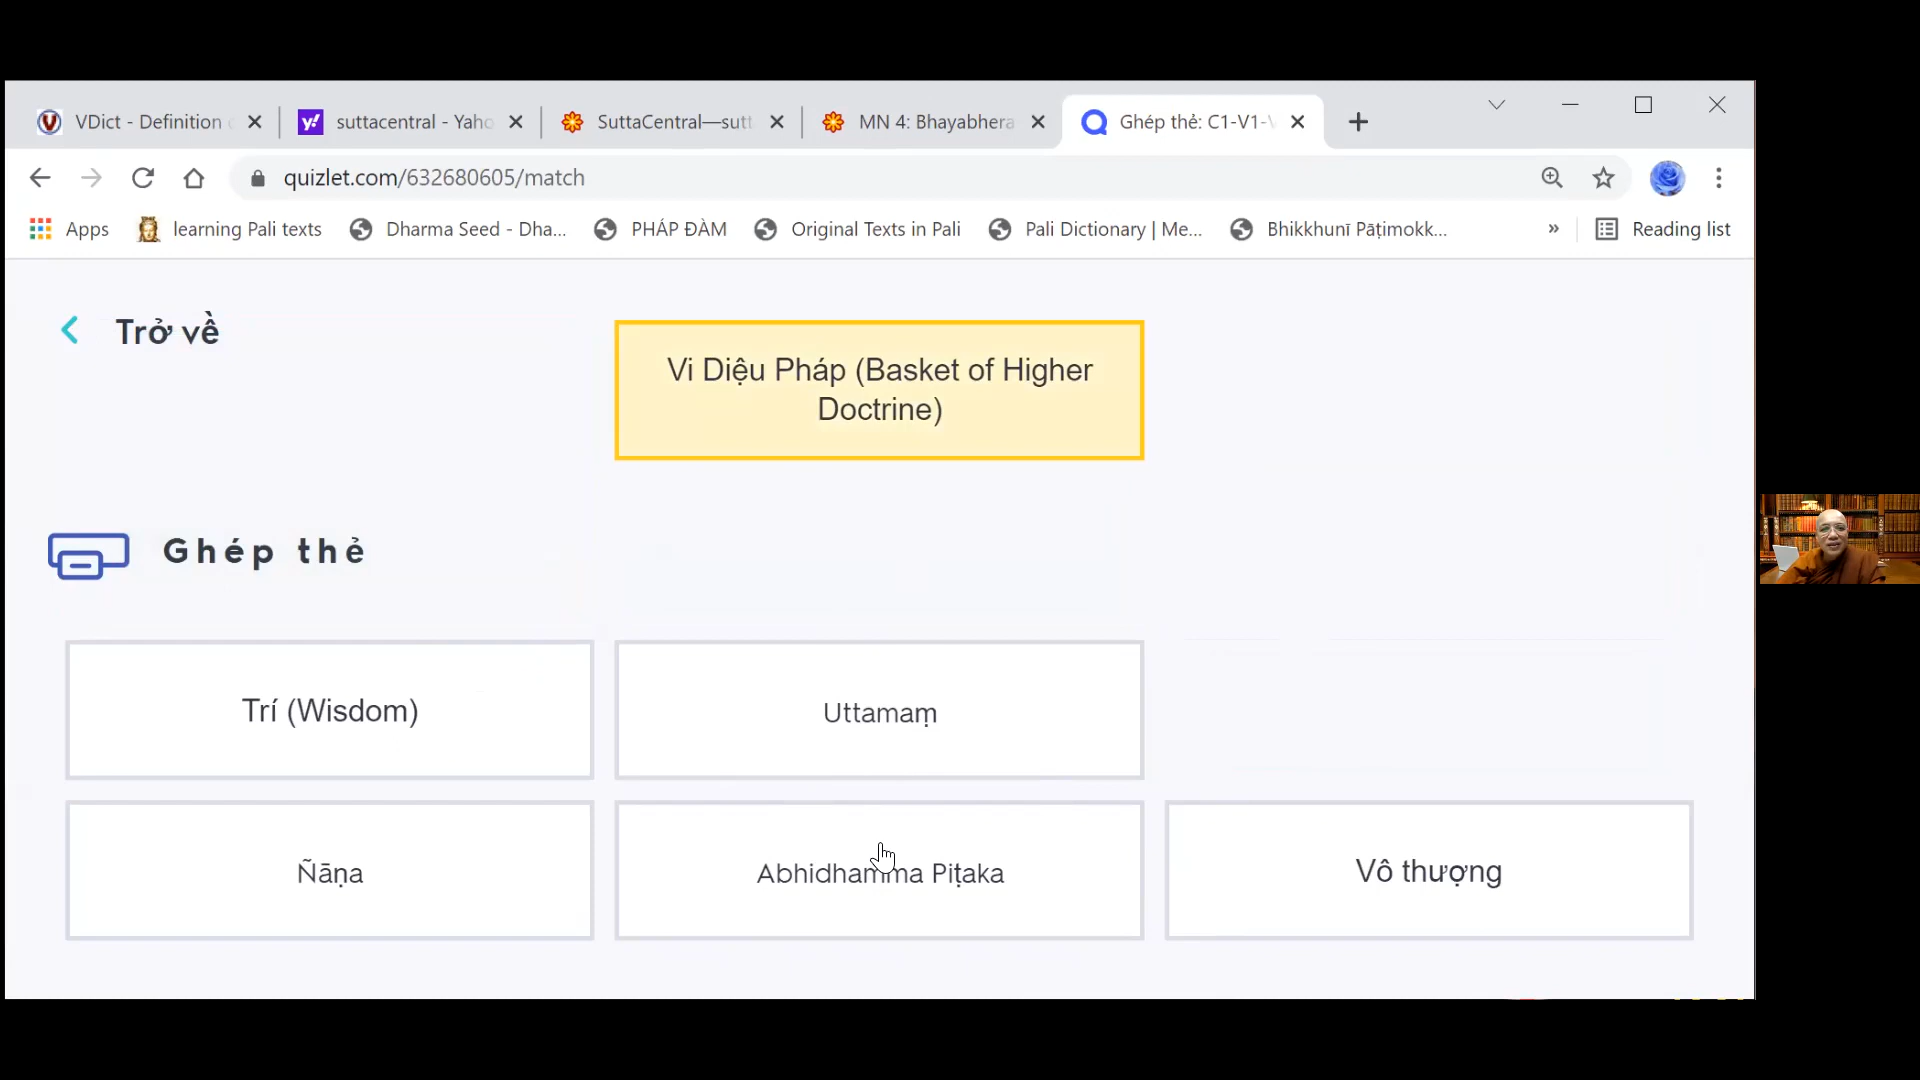 VDict - Definition
suttacentral - Yaho
SuttaCentral—sutt
MN 4: Bhayabhera
Ghép thẻ: C1-V1-V
quizlet.com/632680605/match
Apps
learning Pali texts
Dharma Seed - Dha...
PHÁP ĐÀM
Original Texts in Pali
Pali Dictionary | Me...
Bhikkhunī Pāṭimokk...
»
Reading list
Trở về
Vi Diệu Pháp (Basket of Higher
Doctrine)
Ghép thẻ
Trí (Wisdom)
Uttamaṃ
Ñāṇa
Abhidhamma Piṭaka
Vô thượng